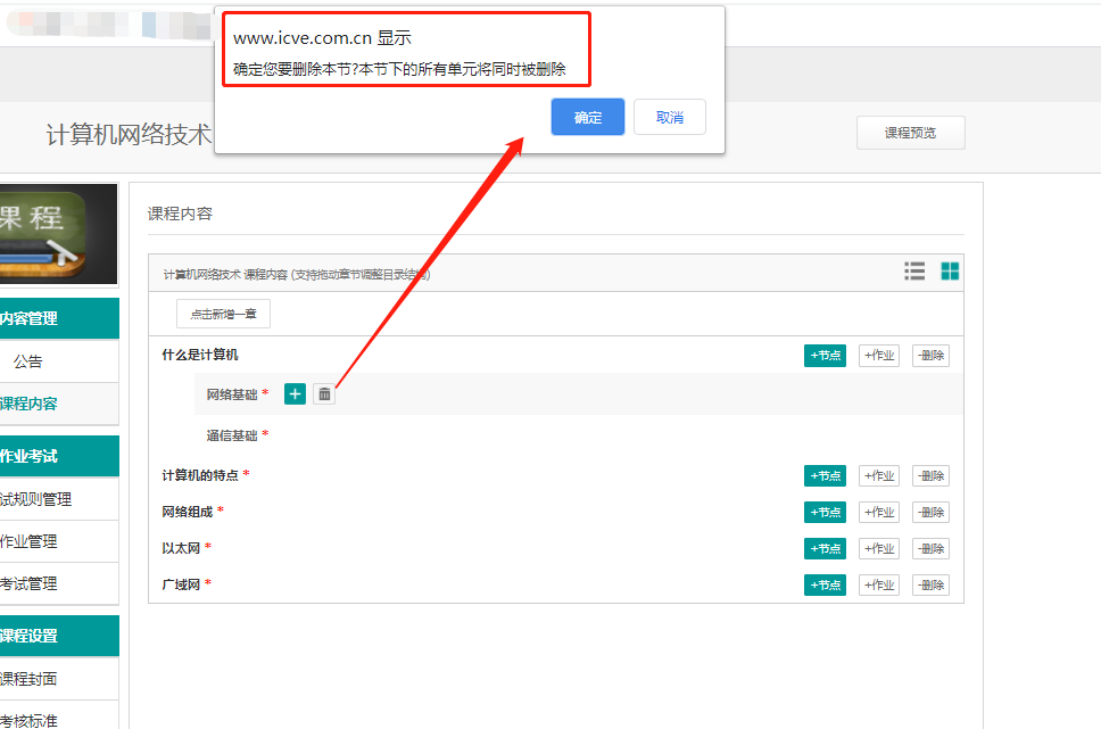 www.icve.com.cn 显示
确定您要删除本节?本节下的所有单元将同时被删除
确定 取消
计算机网络技术
课程预览
课程
课程内容
计算机网络技术 课程内容 (支持拖动章节调整目录结构)
点击新增一章
什么是计算机 +节点 +作业 -删除
网络基础 * +
通信基础 *
计算机的特点 * +节点 +作业 -删除
网络组成 * +节点 +作业 -删除
以太网 * +节点 +作业 -删除
广域网 * +节点 +作业 -删除
内容管理
公告
课程内容
作业考试
试规则管理
作业管理
考试管理
课程设置
课程封面
考核标准